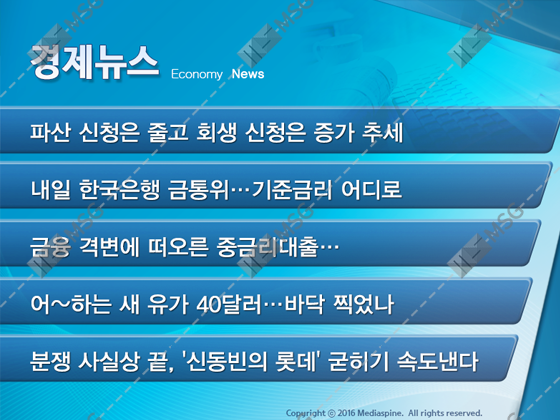 경제뉴스 Economy News
파산 신청은 줄고 회생 신청은 증가 추세
내일 한국은행 금통위…기준금리 어디로
금융 격변에 떠오른 중금리대출…
어~하는 새 유가 40달러…바닥 찍었나
분쟁 사실상 끝, '신동빈의 롯데' 굳히기 속도낸다
Copyright ⓒ 2016 Mediaspine. All rights reserved.